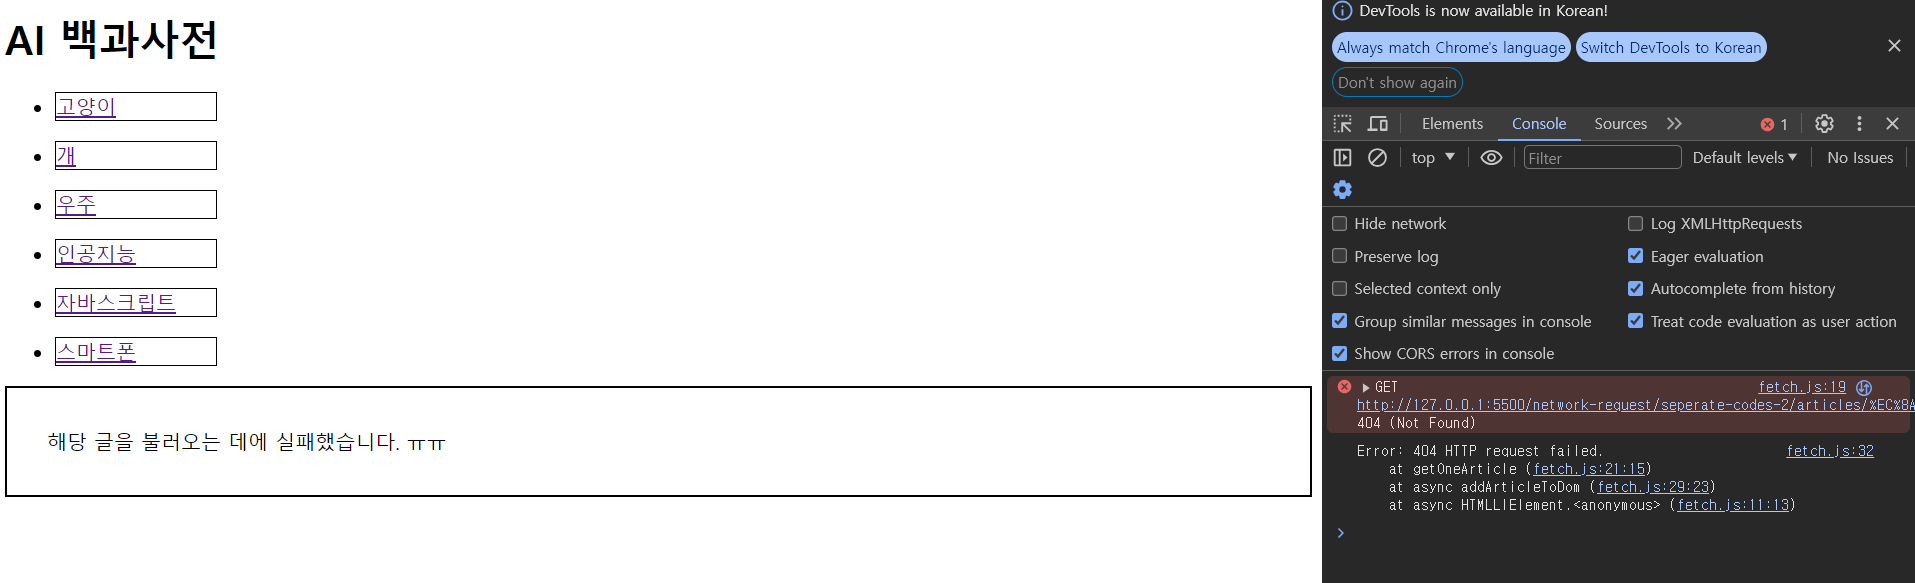 AI 백과사전
고양이
개
우주
인공지능
자바스크립트
스마트폰
해당 글을 불러오는 데에 실패했습니다. ㅠㅠ
DevTools is now available in Korean!
Always match Chrome's language
Switch DevTools to Korean
Don't show again
Elements
Console
Sources
1
top
Filter
Default levels
No Issues
Hide network
Log XMLHttpRequests
Preserve log
Eager evaluation
Selected context only
Autocomplete from history
Group similar messages in console
Treat code evaluation as user action
Show CORS errors in console
GET fetch.js:19
http://127.0.0.1:5500/network-request/seperate-codes-2/articles/%EC%8A
404 (Not Found)
Error: 404 HTTP request failed. fetch.js:32
at getOneArticle (fetch.js:21:15)
at async addArticleToDom (fetch.js:29:23)
at async HTMLLIElement.<anonymous> (fetch.js:11:13)